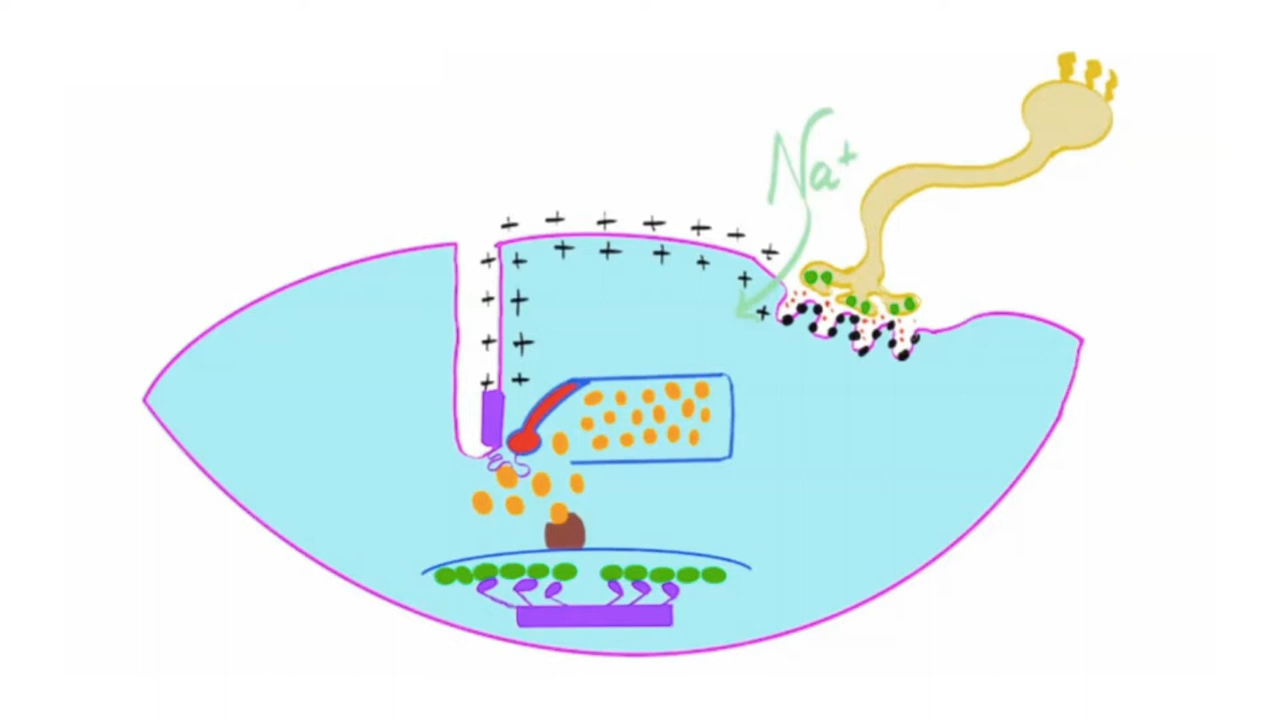 Na⁺
+ + + + + + +
+ + + + + +
+ +
+ +
+ +
+ +
+